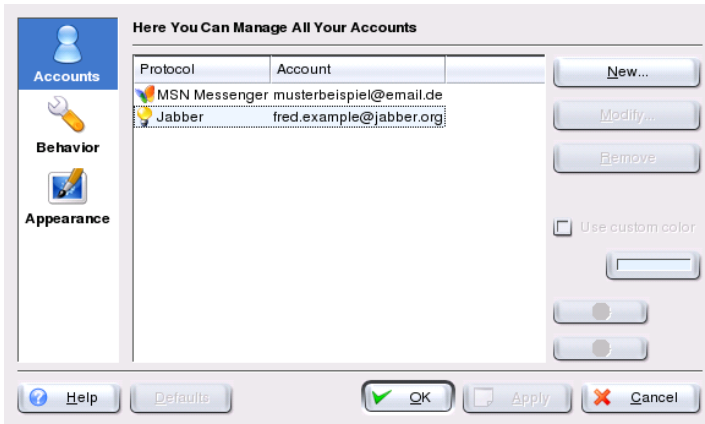 Here You Can Manage All Your Accounts
Accounts
Behavior
Appearance
Protocol Account
MSN Messenger musterbeispiel@email.de
Jabber fred.example@jabber.org
New...
Modify...
Remove
Use custom color
Help
Defaults
OK
Apply
Cancel